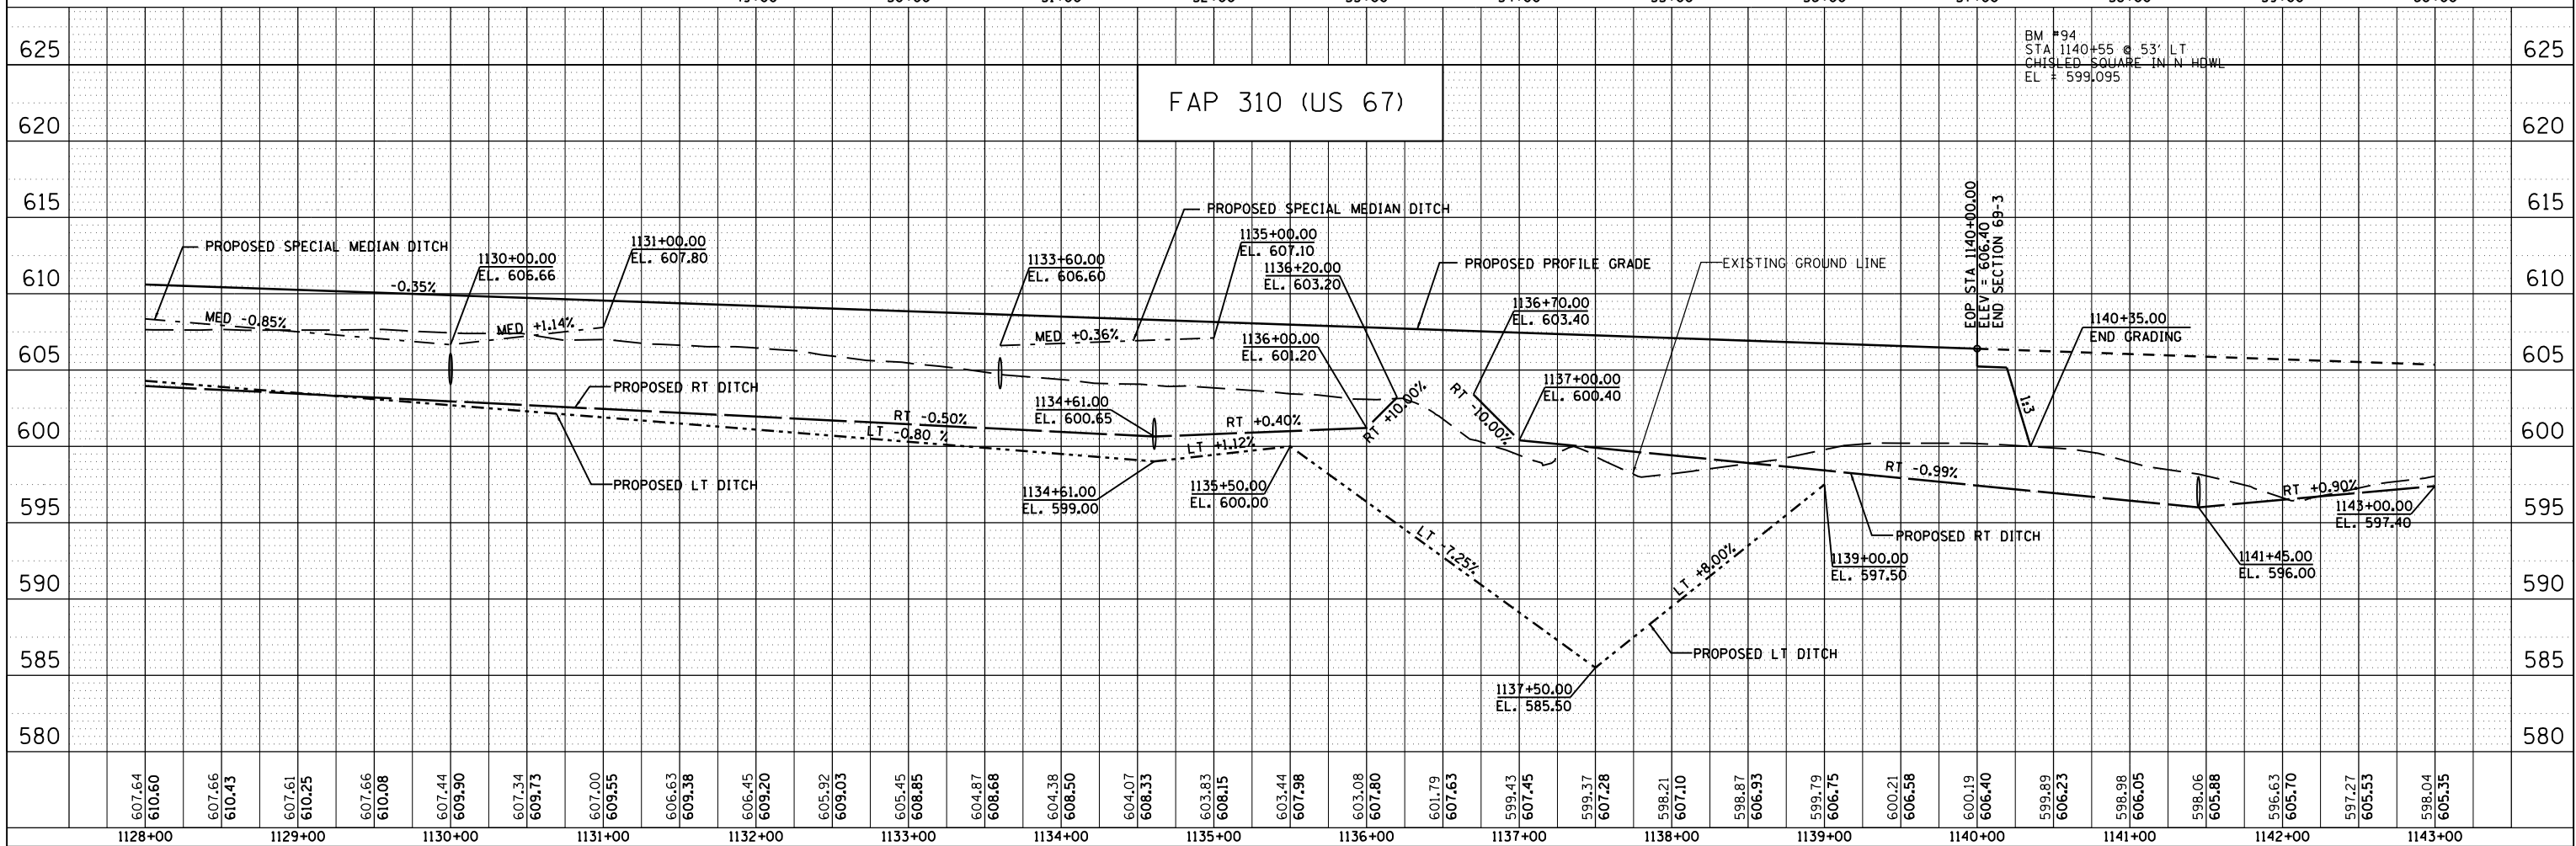 625
625
BM #94
STA 1140+55 @ 53' LT
CHISLED SQUARE IN N HDWL
EL = 599.095
FAP 310 (US 67)
620
620
615
615
PROPOSED SPECIAL MEDIAN DITCH
1130+00.00
EL. 606.66
1131+00.00
EL. 607.80
1133+60.00
EL. 606.60
PROPOSED SPECIAL MEDIAN DITCH
1135+00.00
EL. 607.10
1136+20.00
EL. 603.20
PROPOSED PROFILE GRADE
EXISTING GROUND LINE
EOP STA 1140+00.00
ELEV = 606.40
END SECTION 69-3
610
610
-0.35%
MED -0.85%
MED +1.14%
MED +0.36%
1136+00.00
EL. 601.20
1136+70.00
EL. 603.40
1140+35.00
END GRADING
605
605
PROPOSED RT DITCH
1134+61.00
EL. 600.65
1137+00.00
EL. 600.40
RT -0.50%
LT -0.80 %
RT +0.40%
LT +1.12%
RT +10.00%
RT -10.00%
1:3
600
600
PROPOSED LT DITCH
1134+61.00
EL. 599.00
1135+50.00
EL. 600.00
RT -0.99%
RT +0.90%
1143+00.00
EL. 597.40
595
595
LT -7.25%
LT +8.00%
PROPOSED RT DITCH
1139+00.00
EL. 597.50
1141+45.00
EL. 596.00
590
590
PROPOSED LT DITCH
585
585
1137+50.00
EL. 585.50
580
580
607.64
610.60
607.66
610.43
607.61
610.25
607.66
610.08
607.44
609.90
607.34
609.73
607.00
609.55
606.63
609.38
606.45
609.20
605.92
609.03
605.45
608.85
604.87
608.68
604.38
608.50
604.07
608.33
603.83
608.15
603.44
607.98
603.08
607.80
601.79
607.63
599.43
607.45
599.37
607.28
598.21
607.10
598.87
606.93
599.79
606.75
600.21
606.58
600.19
606.40
599.89
606.23
598.98
606.05
598.06
605.88
596.63
605.70
597.27
605.53
598.04
605.35
1128+00
1129+00
1130+00
1131+00
1132+00
1133+00
1134+00
1135+00
1136+00
1137+00
1138+00
1139+00
1140+00
1141+00
1142+00
1143+00